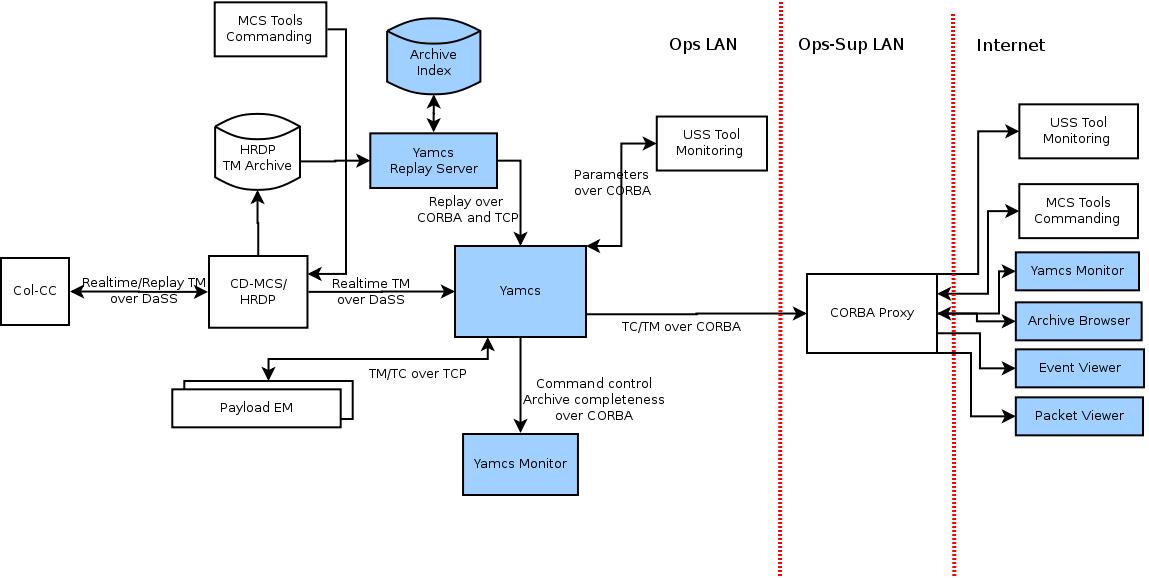 MCS Tools
Commanding
Archive
Index
Ops LAN
Ops-Sup LAN
Internet
HRDP
TM Archive
Yamcs
Replay Server
USS Tool
Monitoring
USS Tool
Monitoring
Parameters
over CORBA
Replay over
CORBA and TCP
MCS Tools
Commanding
Col-CC
Realtime/Replay TM
over DaSS
CD-MCS/
HRDP
Realtime TM
over DaSS
Yamcs
TC/TM over CORBA
CORBA Proxy
Yamcs Monitor
Archive Browser
Event Viewer
Packet Viewer
TM/TC over TCP
Payload EM
Command control
Archive completeness
over CORBA
Yamcs Monitor